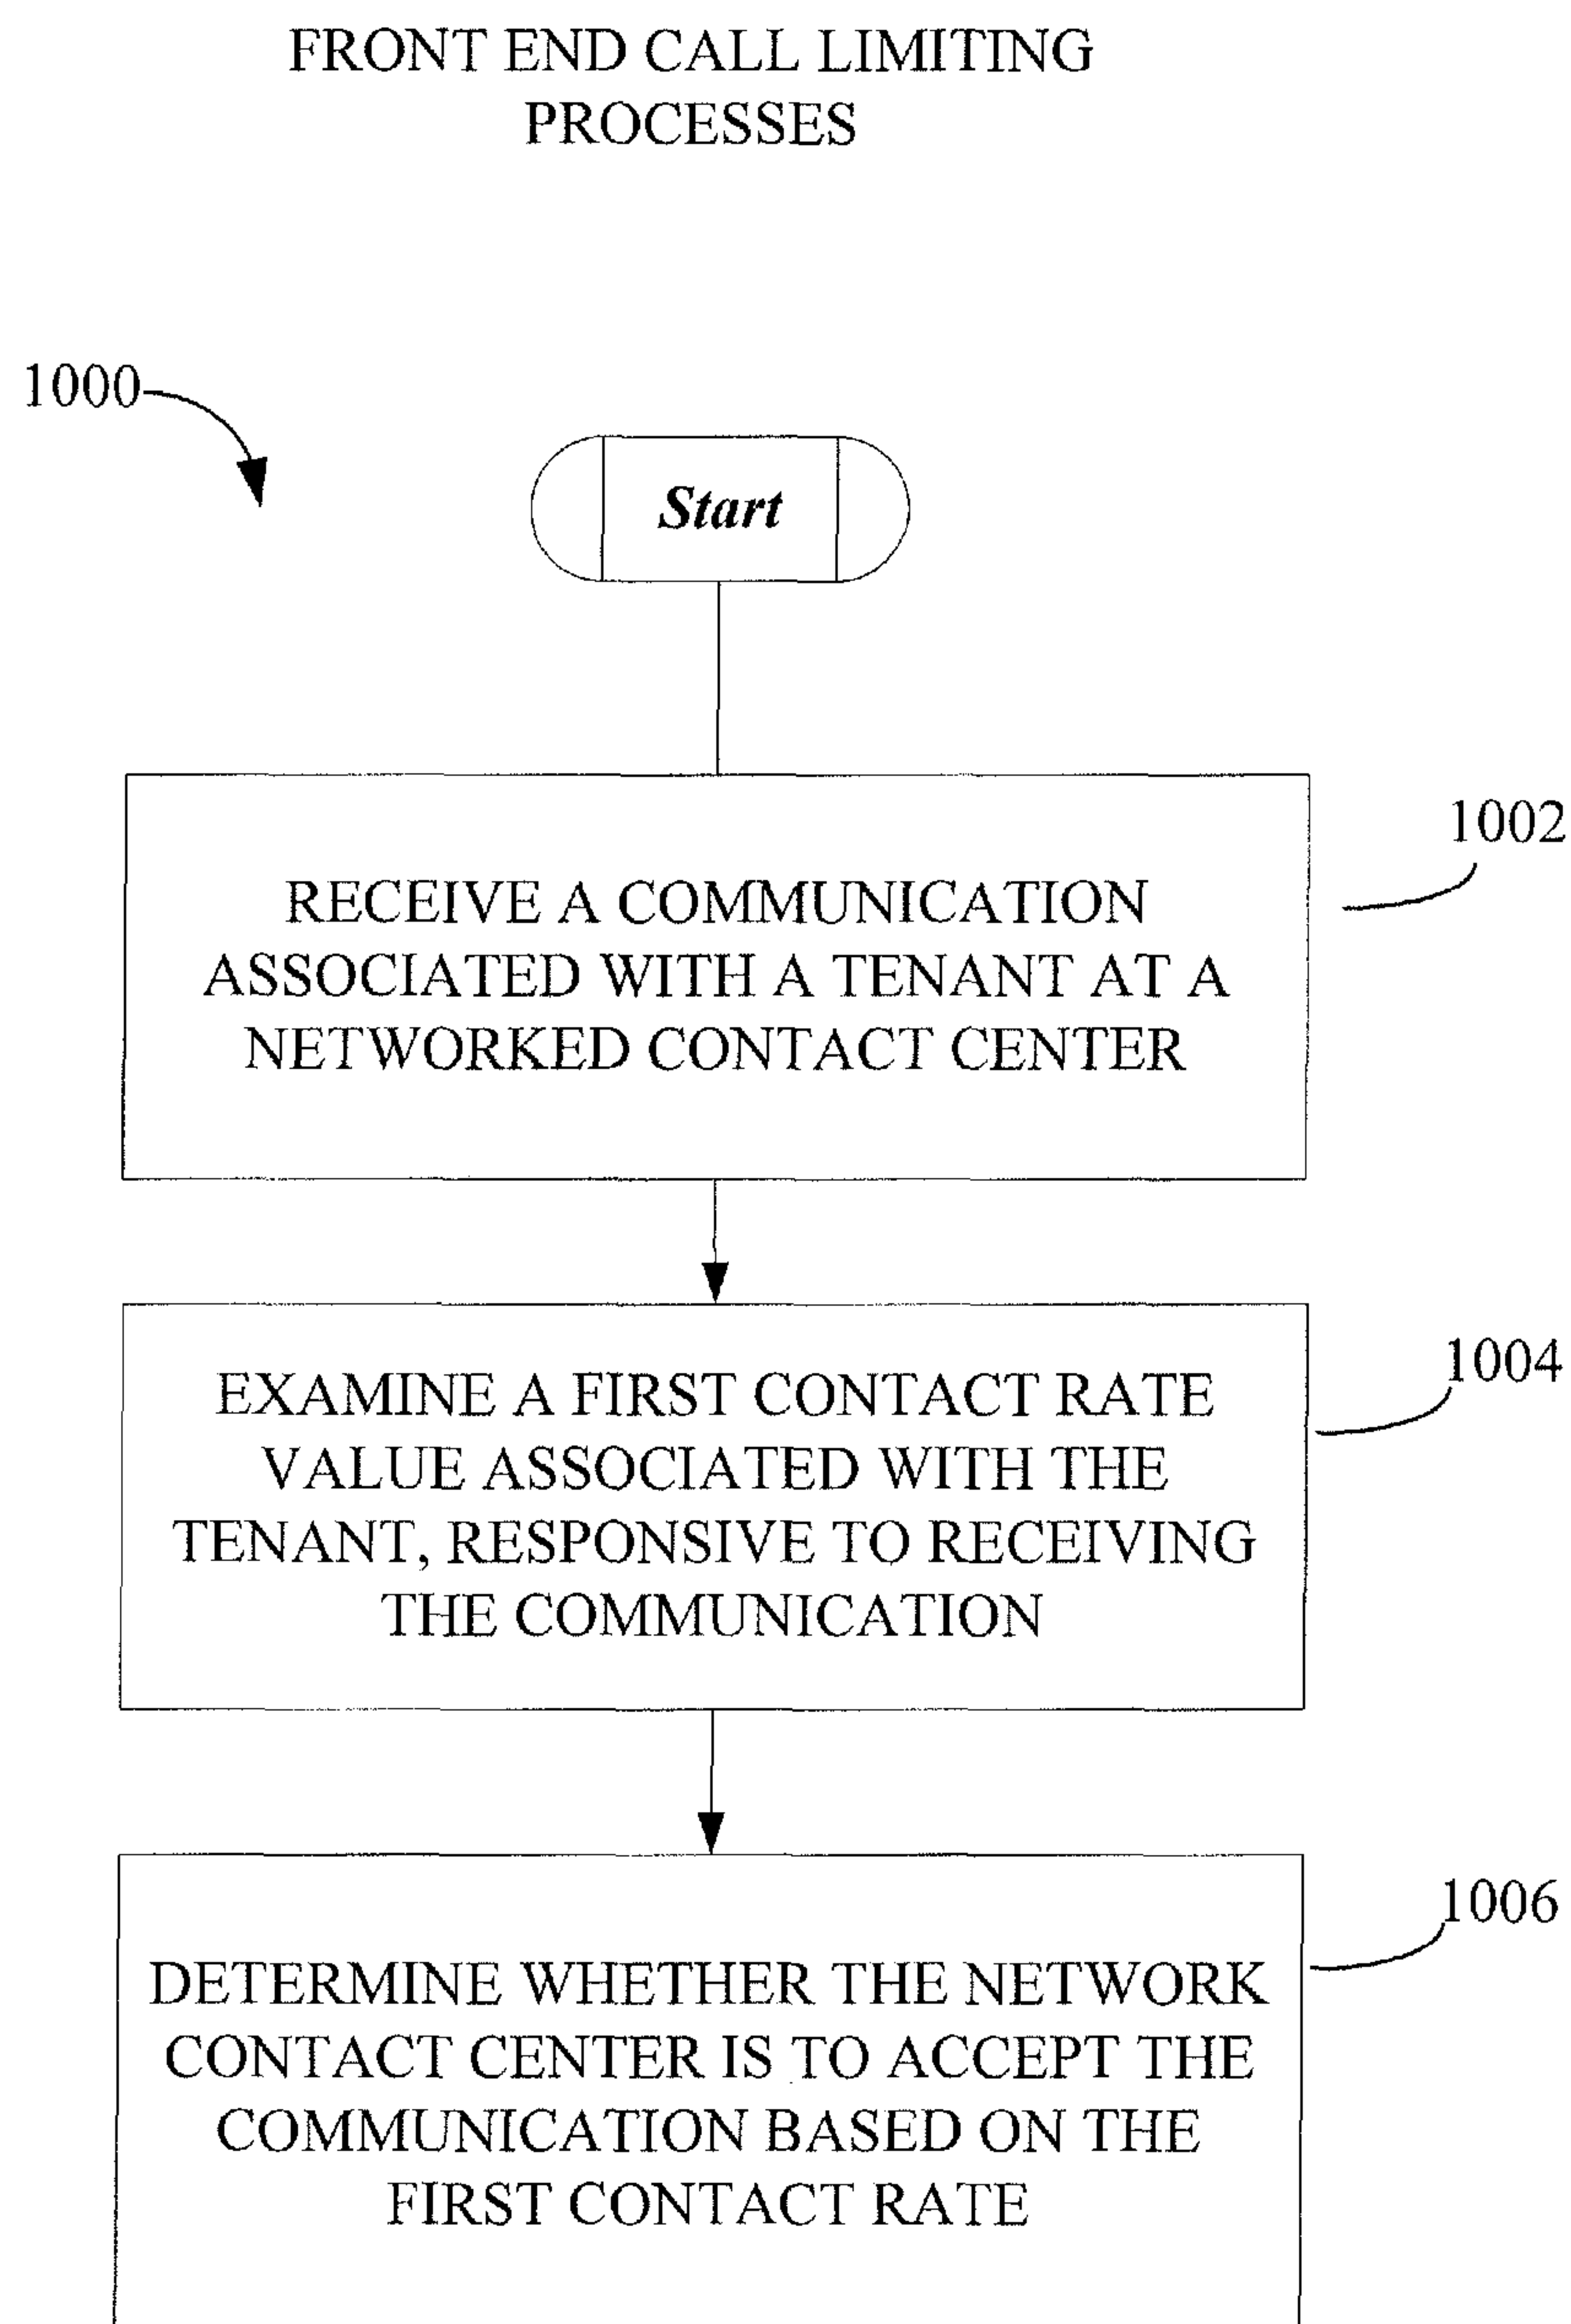 FRONT END CALL LIMITING
PROCESSES
1000
Start
1002
RECEIVE A COMMUNICATION
ASSOCIATED WITH A TENANT AT A
NETWORKED CONTACT CENTER
1004
EXAMINE A FIRST CONTACT RATE
VALUE ASSOCIATED WITH THE
TENANT, RESPONSIVE TO RECEIVING
THE COMMUNICATION
1006
DETERMINE WHETHER THE NETWORK
CONTACT CENTER IS TO ACCEPT THE
COMMUNICATION BASED ON THE
FIRST CONTACT RATE